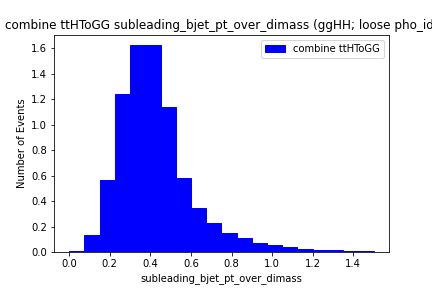 combine ttHToGG subleading_bjet_pt_over_dimass (ggHH; loose pho_id
combine ttHToGG
Number of Events
1.6
1.4
1.2
1.0
0.8
0.6
0.4
0.2
0.0
0.0 0.2 0.4 0.6 0.8 1.0 1.2 1.4
subleading_bjet_pt_over_dimass